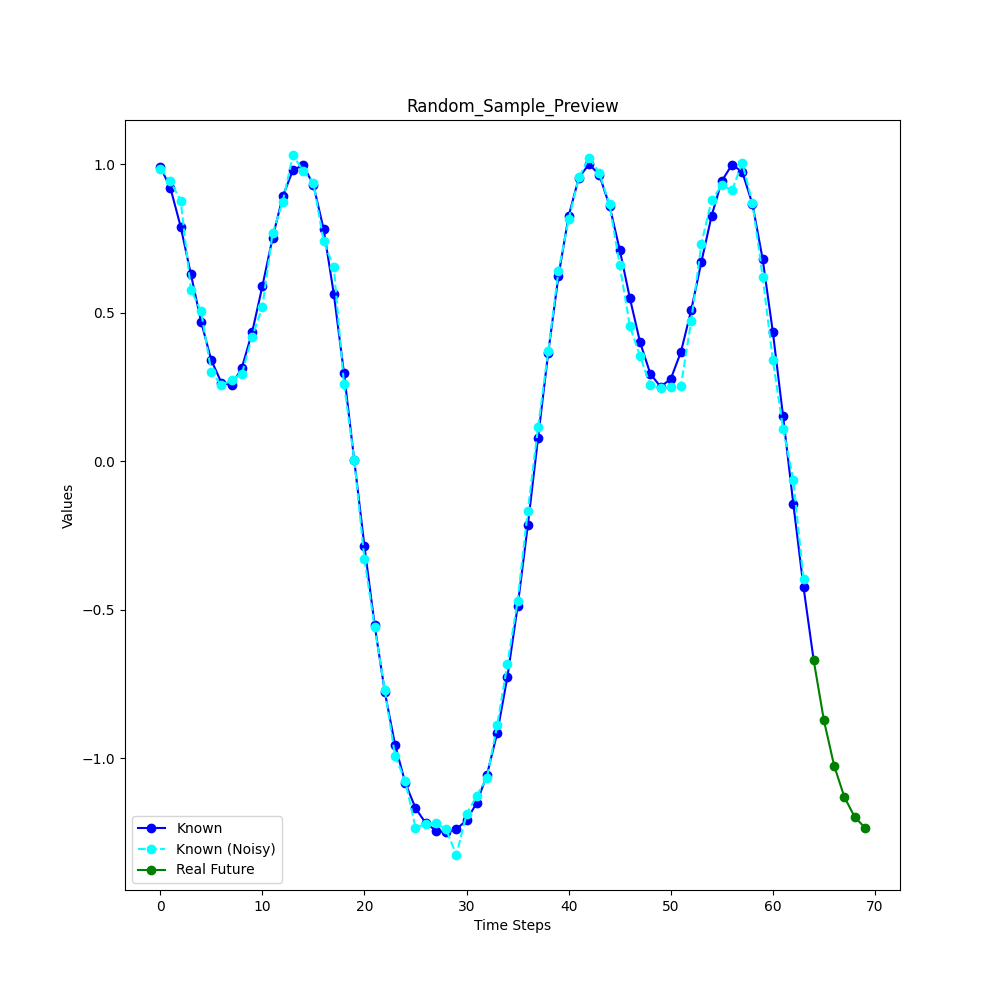 Random_Sample_Preview
Values
1.0
0.5
0.0
−0.5
−1.0
Known
Known (Noisy)
Real Future
0 10 20 30 40 50 60 70
Time Steps